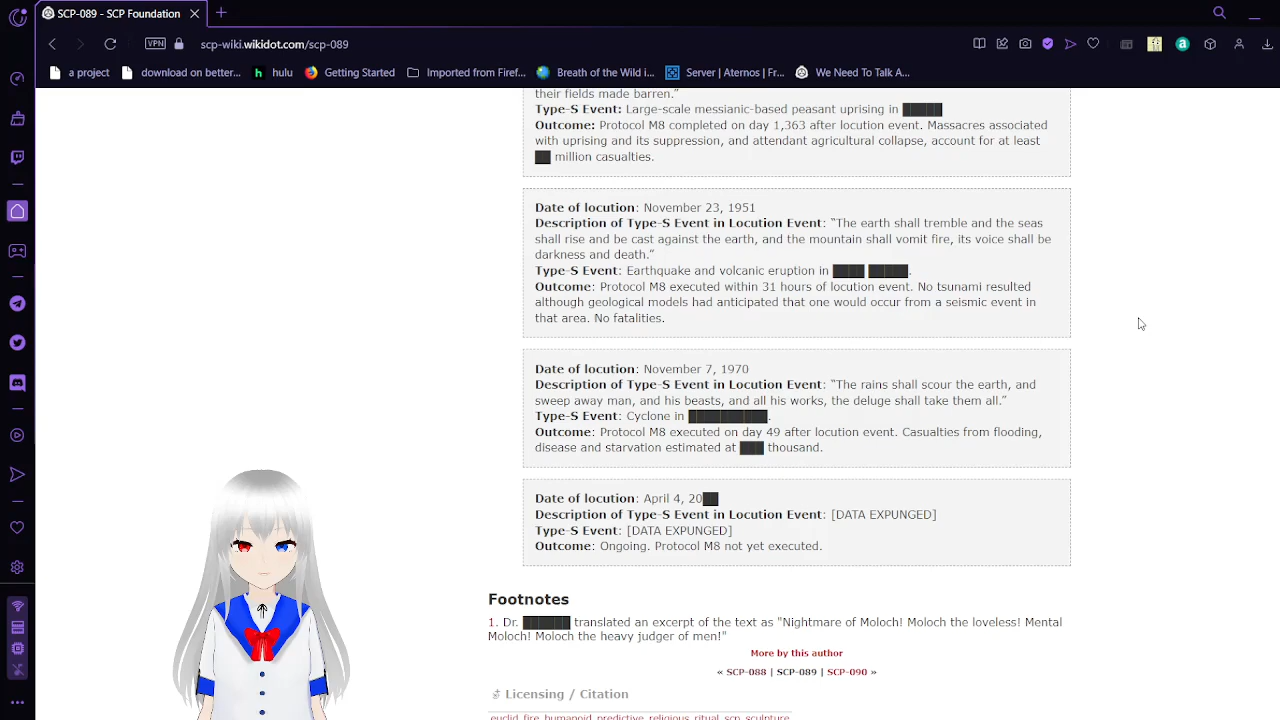 SCP-089 - SCP Foundation
VPN
scp-wiki.wikidot.com/scp-089
a project
download on better...
hulu
Getting Started
Imported from Firef...
Breath of the Wild i...
Server | Aternos | Fr...
We Need To Talk A...
their fields made barren.”
Type-S Event: Large-scale messianic-based peasant uprising in █████
Outcome: Protocol M8 completed on day 1,363 after locution event. Massacres associated
with uprising and its suppression, and attendant agricultural collapse, account for at least
██ million casualties.
Date of locution: November 23, 1951
Description of Type-S Event in Locution Event: “The earth shall tremble and the seas
shall rise and be cast against the earth, and the mountain shall vomit fire, its voice shall be
darkness and death.”
Type-S Event: Earthquake and volcanic eruption in ████ █████.
Outcome: Protocol M8 executed within 31 hours of locution event. No tsunami resulted
although geological models had anticipated that one would occur from a seismic event in
that area. No fatalities.
Date of locution: November 7, 1970
Description of Type-S Event in Locution Event: “The rains shall scour the earth, and
sweep away man, and his beasts, and all his works, the deluge shall take them all.”
Type-S Event: Cyclone in ██████████.
Outcome: Protocol M8 executed on day 49 after locution event. Casualties from flooding,
disease and starvation estimated at ███ thousand.
Date of locution: April 4, 20██
Description of Type-S Event in Locution Event: [DATA EXPUNGED]
Type-S Event: [DATA EXPUNGED]
Outcome: Ongoing. Protocol M8 not yet executed.
Footnotes
1. Dr. ██████ translated an excerpt of the text as "Nightmare of Moloch! Moloch the loveless! Mental
Moloch! Moloch the heavy judger of men!"
More by this author
« SCP-088 | SCP-089 | SCP-090 »
Licensing / Citation
euclid fire humanoid predictive religious ritual scp sculpture